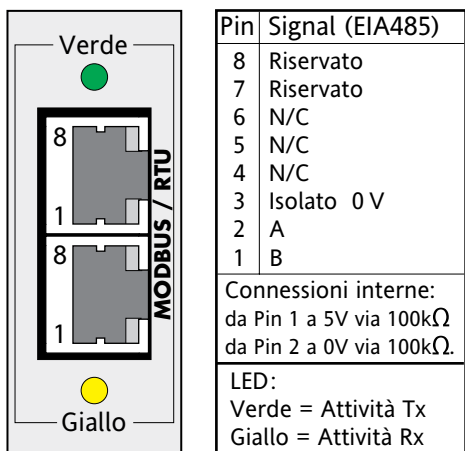 Verde
8
1
8
1
MODBUS / RTU
Giallo
Pin Signal (EIA485)
8 Riservato
7 Riservato
6 N/C
5 N/C
4 N/C
3 Isolato 0 V
2 A
1 B
Connessioni interne:
da Pin 1 a 5V via 100kΩ
da Pin 2 a 0V via 100kΩ.
LED:
Verde = Attività Tx
Giallo = Attività Rx